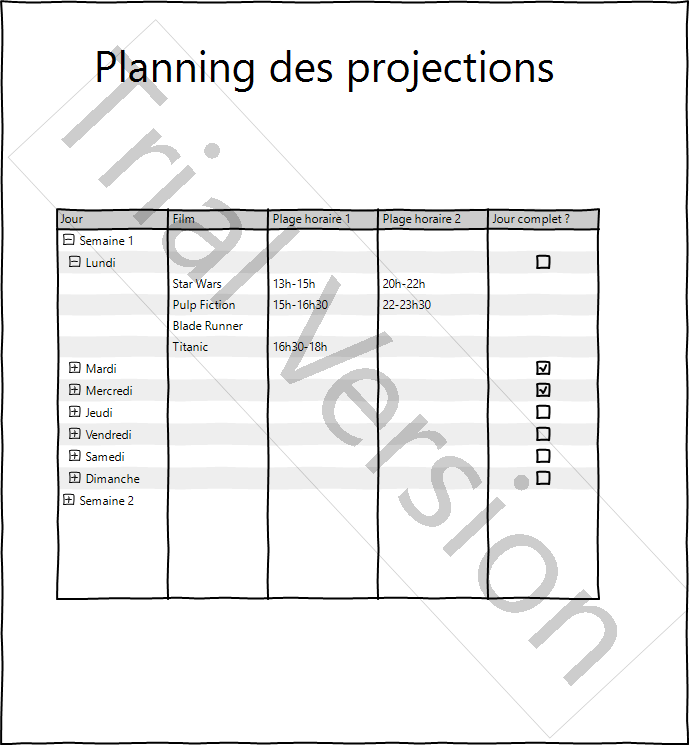 Planning des projections
Jour Film Plage horaire 1 Plage horaire 2 Jour complet ?
Semaine 1
Lundi
Star Wars 13h-15h 20h-22h
Pulp Fiction 15h-16h30 22-23h30
Blade Runner
Titanic 16h30-18h
Mardi
Mercredi
Jeudi
Vendredi
Samedi
Dimanche
Semaine 2
Trial Version